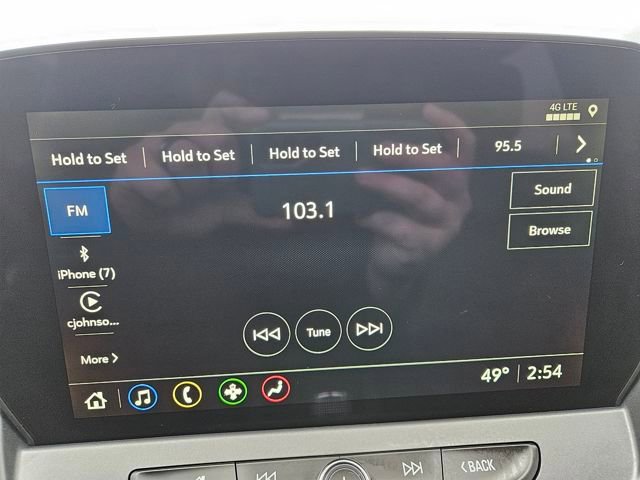 4G LTE
Hold to Set Hold to Set Hold to Set Hold to Set 95.5
FM 103.1 Sound
Browse
iPhone (7)
cjohnso...
Tune
More
49° 2:54
BACK